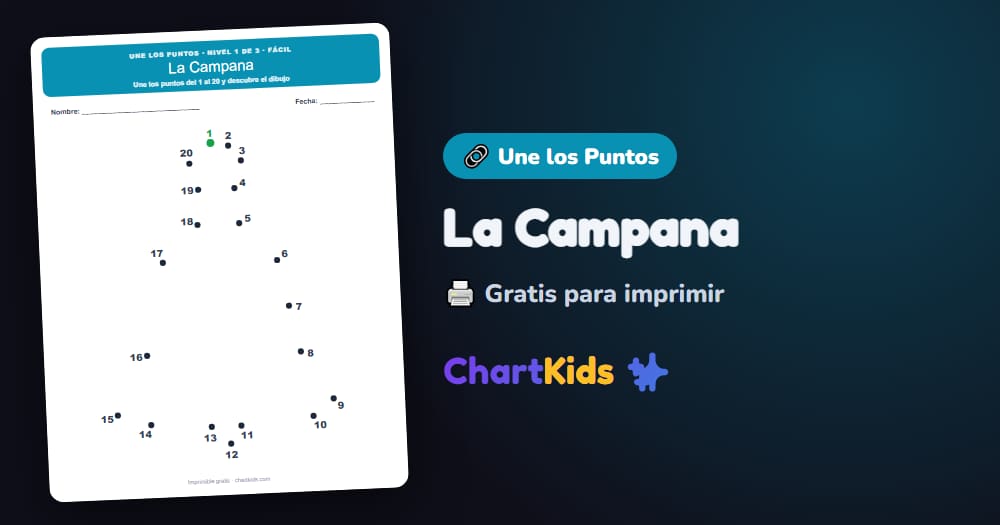 UNE LOS PUNTOS · NIVEL 1 DE 3 · FÁCIL
La Campana
Une los puntos del 1 al 20 y descubre el dibujo
Nombre: Fecha:
1
2
20
3
19
4
18
5
17
6
7
16
8
15
9
14
13
11
10
12
Imprimible gratis · chartkids.com
Une los Puntos
La Campana
Gratis para imprimir
ChartKids